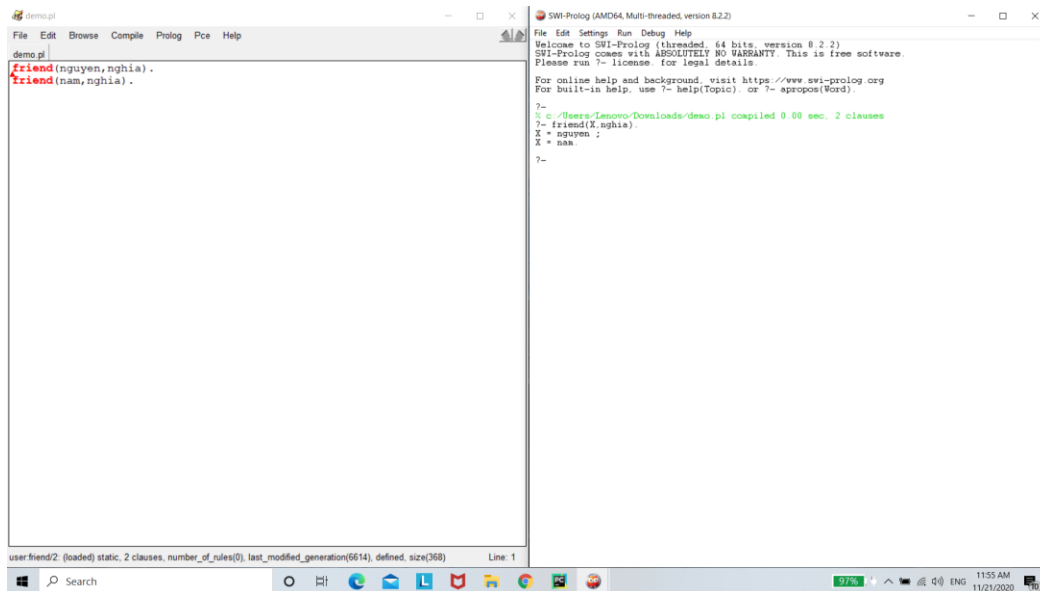 demo.pl
File Edit Browse Compile Prolog Pce Help
demo.pl
friend(nguyen,nghia).
friend(nam,nghia).
user:friend/2: (loaded) static, 2 clauses, number_of_rules(0), last_modified_generation(6614), defined, size(368) Line: 1
SWI-Prolog (AMD64, Multi-threaded, version 8.2.2)
File Edit Settings Run Debug Help
Welcome to SWI-Prolog (threaded, 64 bits, version 8.2.2)
SWI-Prolog comes with ABSOLUTELY NO WARRANTY. This is free software.
Please run ?- license. for legal details.
For online help and background, visit https://www.swi-prolog.org
For built-in help, use ?- help(Topic). or ?- apropos(Word).
?-
% c:/Users/Lenovo/Downloads/demo.pl compiled 0.00 sec, 2 clauses
?- friend(X,nghia).
X = nguyen ;
X = nam.
?-
Search
L
PC
97%
ENG
11:55 AM
11/21/2020
10